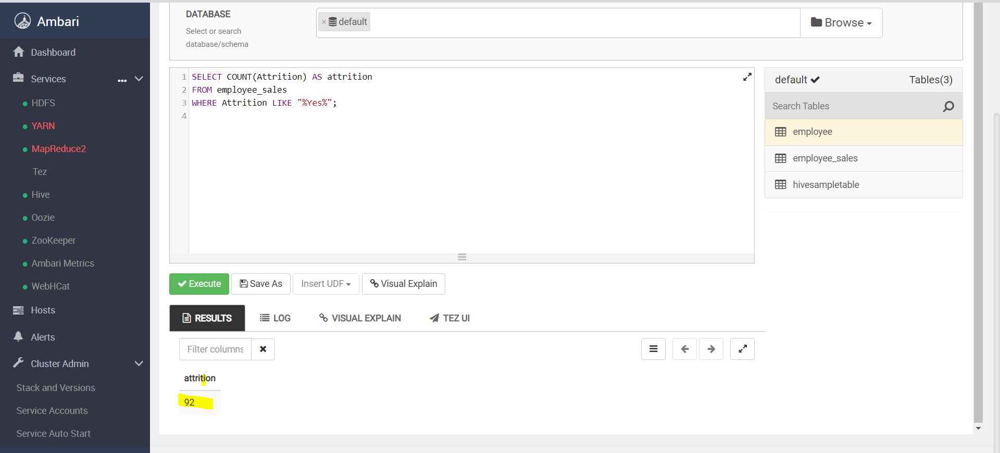 Ambari
Dashboard
Services
HDFS
YARN
MapReduce2
Tez
Hive
Oozie
ZooKeeper
Ambari Metrics
WebHCat
Hosts
Alerts
Cluster Admin
Stack and Versions
Service Accounts
Service Auto Start
DATABASE
Select or search
database/schema
× default
Browse
1 SELECT COUNT(Attrition) AS attrition
2 FROM employee_sales
3 WHERE Attrition LIKE "%Yes%";
4
default Tables(3)
Search Tables
employee
employee_sales
hivesampletable
Execute Save As Insert UDF Visual Explain
RESULTS LOG VISUAL EXPLAIN TEZ UI
Filter columns
attrition
92